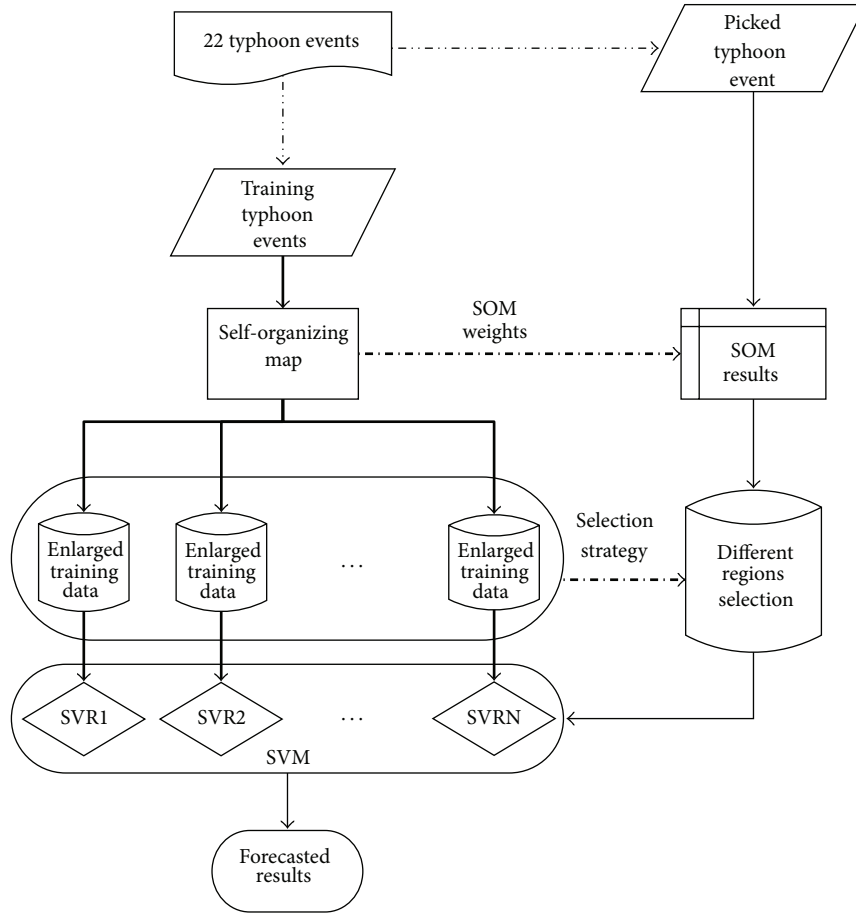 22 typhoon events
Picked
typhoon
event
Training
typhoon
events
Self-organizing
map
SOM
weights
SOM
results
Enlarged
training
data
Enlarged
training
data
...
Enlarged
training
data
Selection
strategy
Different
regions
selection
SVR1
SVR2
...
SVRN
SVM
Forecasted
results